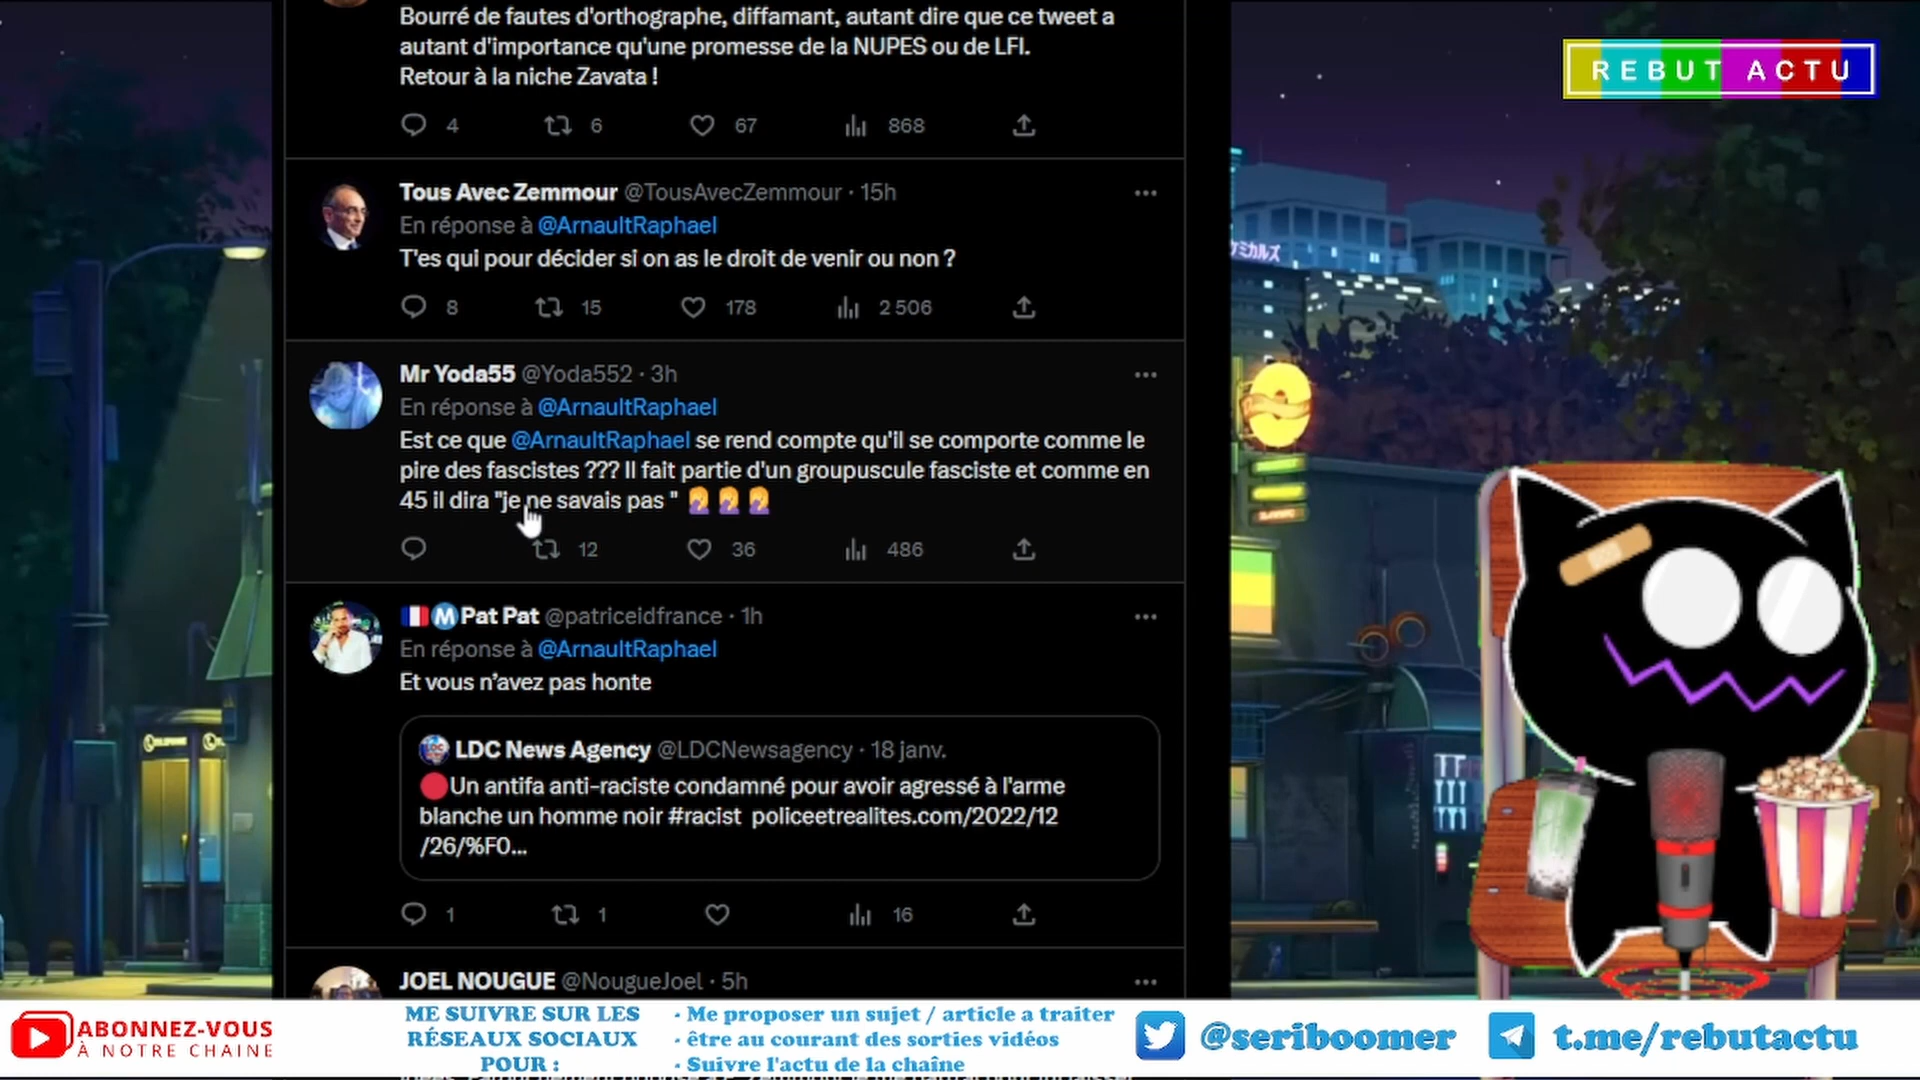 Bourré de fautes d'orthographe, diffamant, autant dire que ce tweet a
autant d'importance qu'une promesse de la NUPES ou de LFI.
Retour à la niche Zavata !
4 6 67 868
REBUT ACTU
Tous Avec Zemmour @TousAvecZemmour · 15h
En réponse à @ArnaultRaphael
T'es qui pour décider si on as le droit de venir ou non ?
8 15 178 2 506
ケミカルズ
Mr Yoda55 @Yoda552 · 3h
En réponse à @ArnaultRaphael
Est ce que @ArnaultRaphael se rend compte qu'il se comporte comme le
pire des fascistes ??? Il fait partie d'un groupuscule fasciste et comme en
45 il dira "je ne savais pas " 🤦🤦🤦
12 36 486
🇫🇷Ⓜ️Pat Pat @patriceidfrance · 1h
En réponse à @ArnaultRaphael
Et vous n’avez pas honte
LDC News Agency @LDCNewsagency · 18 janv.
🔴Un antifa anti-raciste condamné pour avoir agressé à l'arme
blanche un homme noir #racist policeetrealites.com/2022/12
/26/%F0...
1 1 16
JOEL NOUGUE @NougueJoel · 5h
ABONNEZ-VOUS
À NOTRE CHAINE
ME SUIVRE SUR LES
RÉSEAUX SOCIAUX
POUR :
- Me proposer un sujet / article a traiter
- être au courant des sorties vidéos
- Suivre l'actu de la chaîne
@seriboomer
t.me/rebutactu